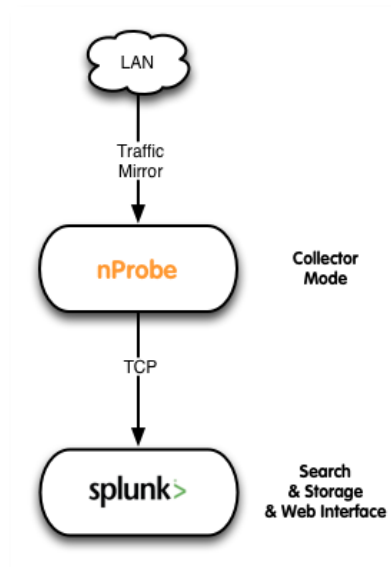 LAN
Traffic
Mirror
nProbe
Collector
Mode
TCP
splunk>
Search
& Storage
& Web Interface